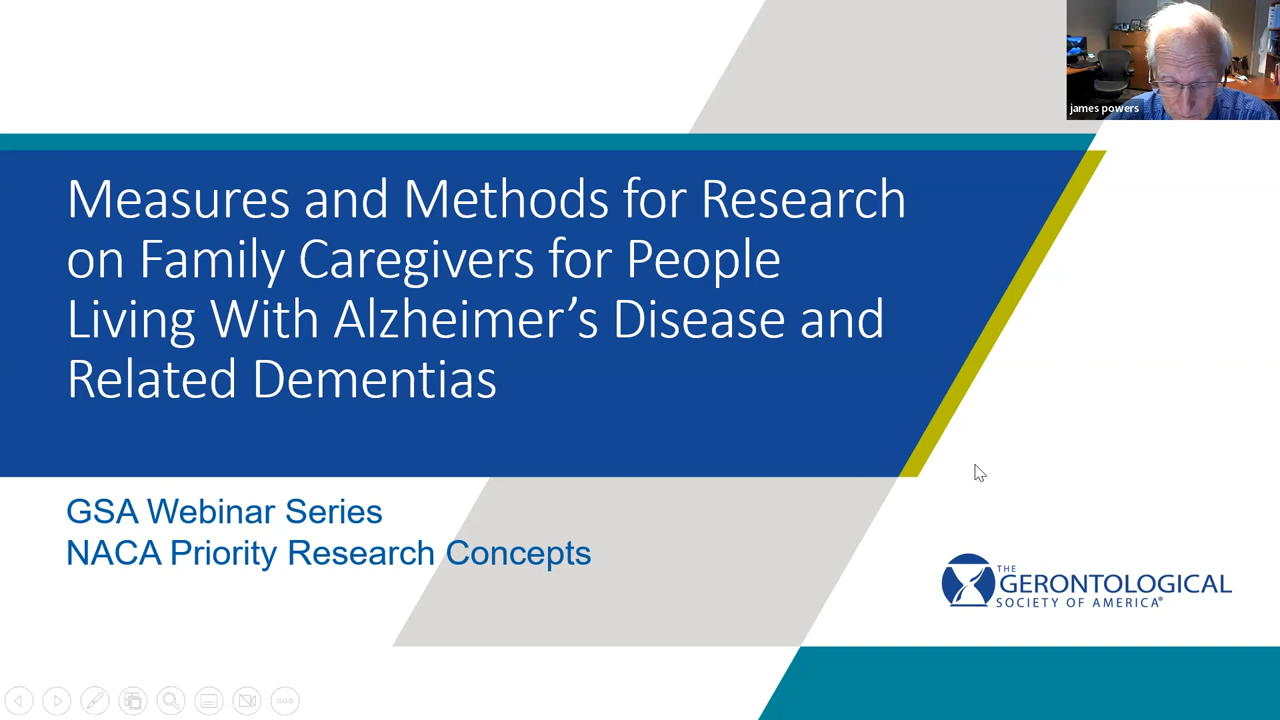 james powers
Measures and Methods for Research
on Family Caregivers for People
Living With Alzheimer’s Disease and
Related Dementias
GSA Webinar Series
NACA Priority Research Concepts
THE
GERONTOLOGICAL
SOCIETY OF AMERICA®